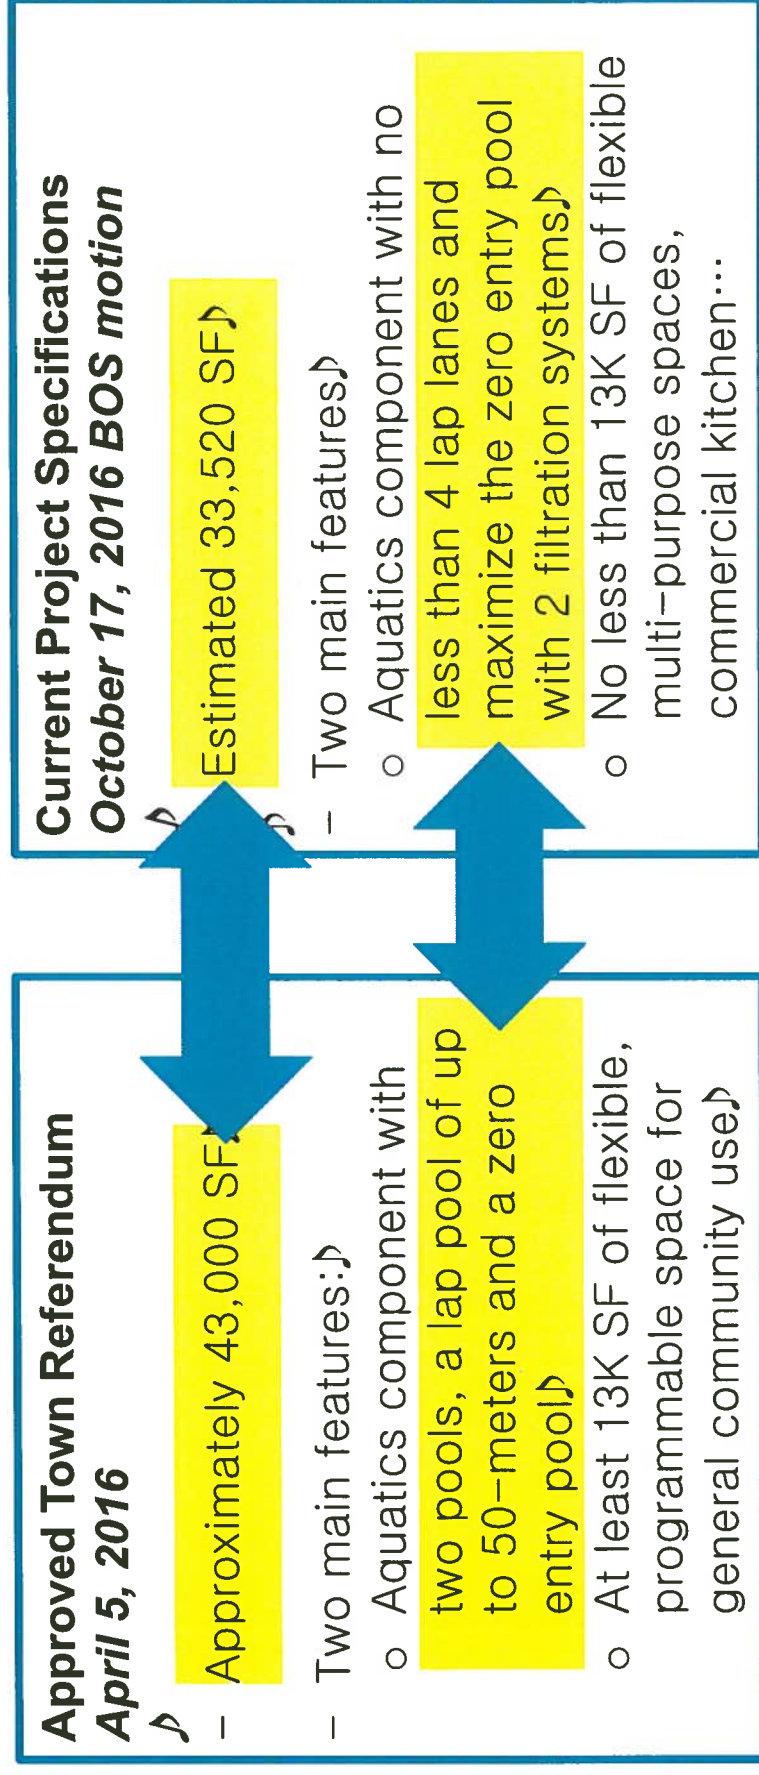 Approved Town Referendum
April 5, 2016
♪
– Approximately 43,000 SF♪
– Two main features:♪
○ Aquatics component with
two pools, a lap pool of up
to 50-meters and a zero
entry pool♪
○ At least 13K SF of flexible,
programmable space for
general community use♪
Current Project Specifications
October 17, 2016 BOS motion
♪
Estimated 33,520 SF♪
♪
– Two main features♪
○ Aquatics component with no
less than 4 lap lanes and
maximize the zero entry pool
with 2 filtration systems♪
○ No less than 13K SF of flexible
multi-purpose spaces,
commercial kitchen…